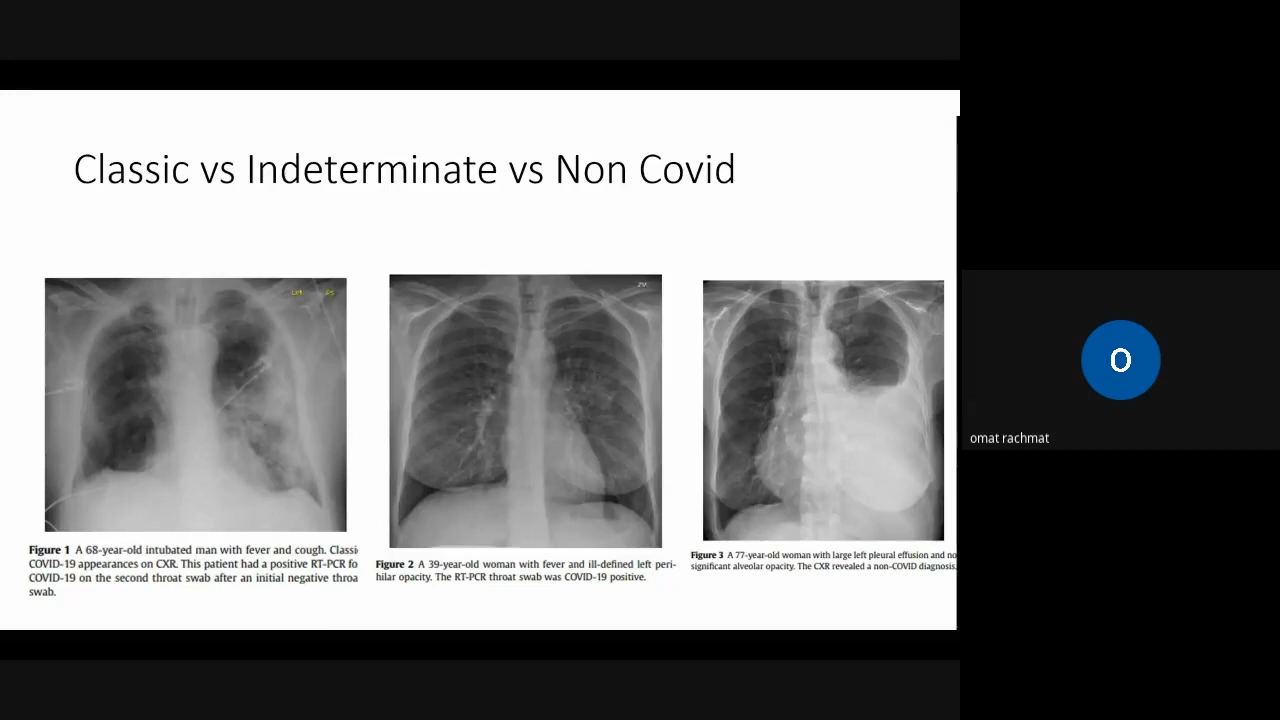 Classic vs Indeterminate vs Non Covid
Figure 1 A 68-year-old intubated man with fever and cough. Classi
COVID-19 appearances on CXR. This patient had a positive RT-PCR fo
COVID-19 on the second throat swab after an initial negative throa
swab.
Figure 2 A 39-year-old woman with fever and ill-defined left peri-
hilar opacity. The RT-PCR throat swab was COVID-19 positive.
Figure 3 A 77-year-old woman with large left pleural effusion and no
significant alveolar opacity. The CXR revealed a non-COVID diagnosis.
O
omat rachmat